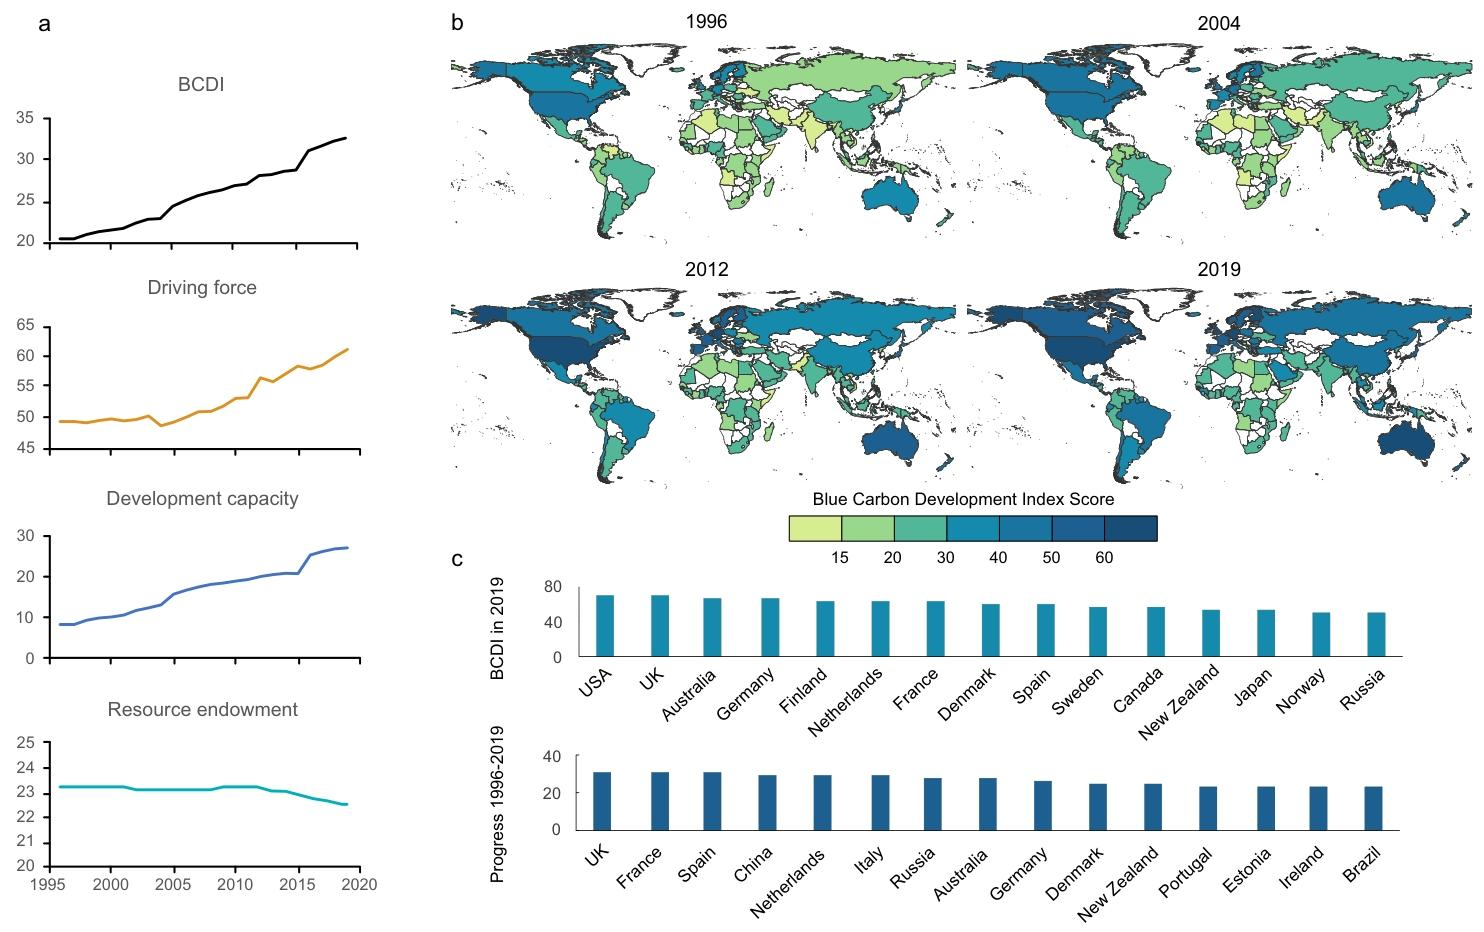 a
BCDI
35
30
25
20
Driving force
65
60
55
50
45
Development capacity
30
20
10
0
Resource endowment
25
24
23
22
21
20
1995 2000 2005 2010 2015 2020
b
1996
2004
2012
2019
Blue Carbon Development Index Score
15 20 30 40 50 60
c
BCDI in 2019
80
40
0
USA UK Australia Germany Finland Netherlands France Denmark Spain Sweden Canada New Zealand Japan Norway Russia
Progress 1996-2019
40
20
0
UK France Spain China Netherlands Italy Russia Australia Germany Denmark New Zealand Portugal Estonia Ireland Brazil